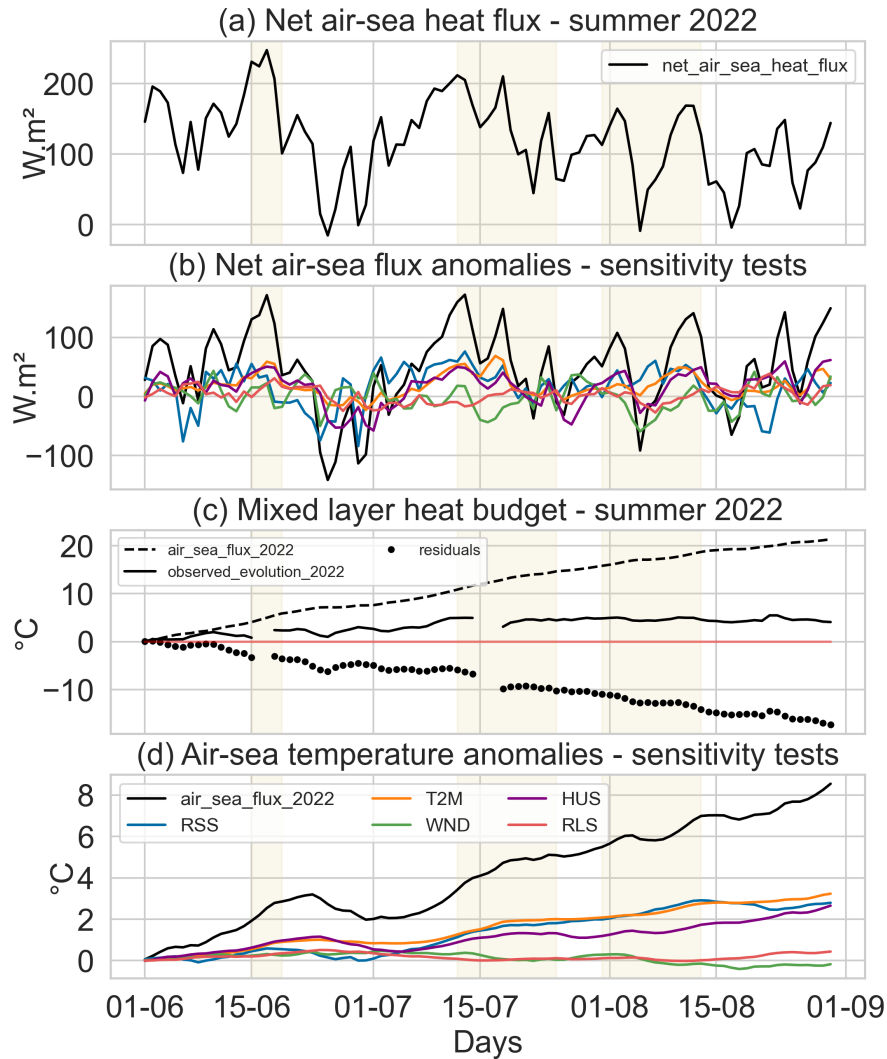 (a) Net air-sea heat flux - summer 2022
net_air_sea_heat_flux
W.m²
200
100
0
(b) Net air-sea flux anomalies - sensitivity tests
W.m²
100
0
−100
(c) Mixed layer heat budget - summer 2022
air_sea_flux_2022
residuals
observed_evolution_2022
°C
20
10
0
−10
(d) Air-sea temperature anomalies - sensitivity tests
air_sea_flux_2022
T2M
HUS
RSS
WND
RLS
°C
8
6
4
2
0
01-06
15-06
01-07
15-07
01-08
15-08
01-09
Days